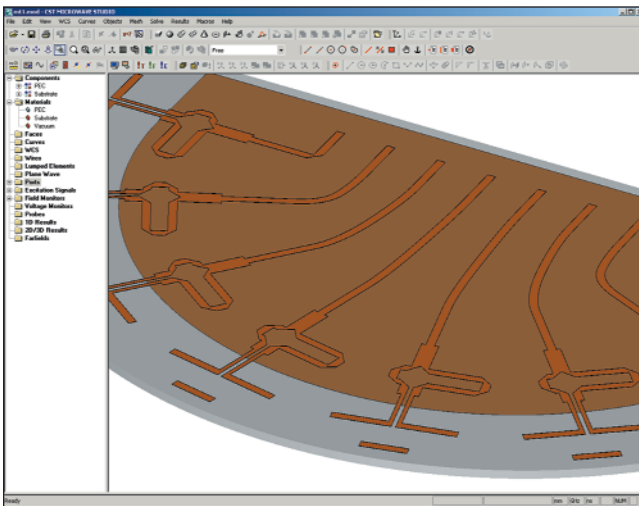 mb1.mod - CST MICROWAVE STUDIO
File Edit View WCS Curves Objects Mesh Solve Results Macros Help
Free
Components
PEC
Substrate
Materials
PEC
Substrate
Vacuum
Faces
Curves
WCS
Wires
Lumped Elements
Plane Wave
Ports
Excitation Signals
Field Monitors
Voltage Monitors
Probes
1D Results
2D/3D Results
Farfields
Ready
mm GHz ns NUM